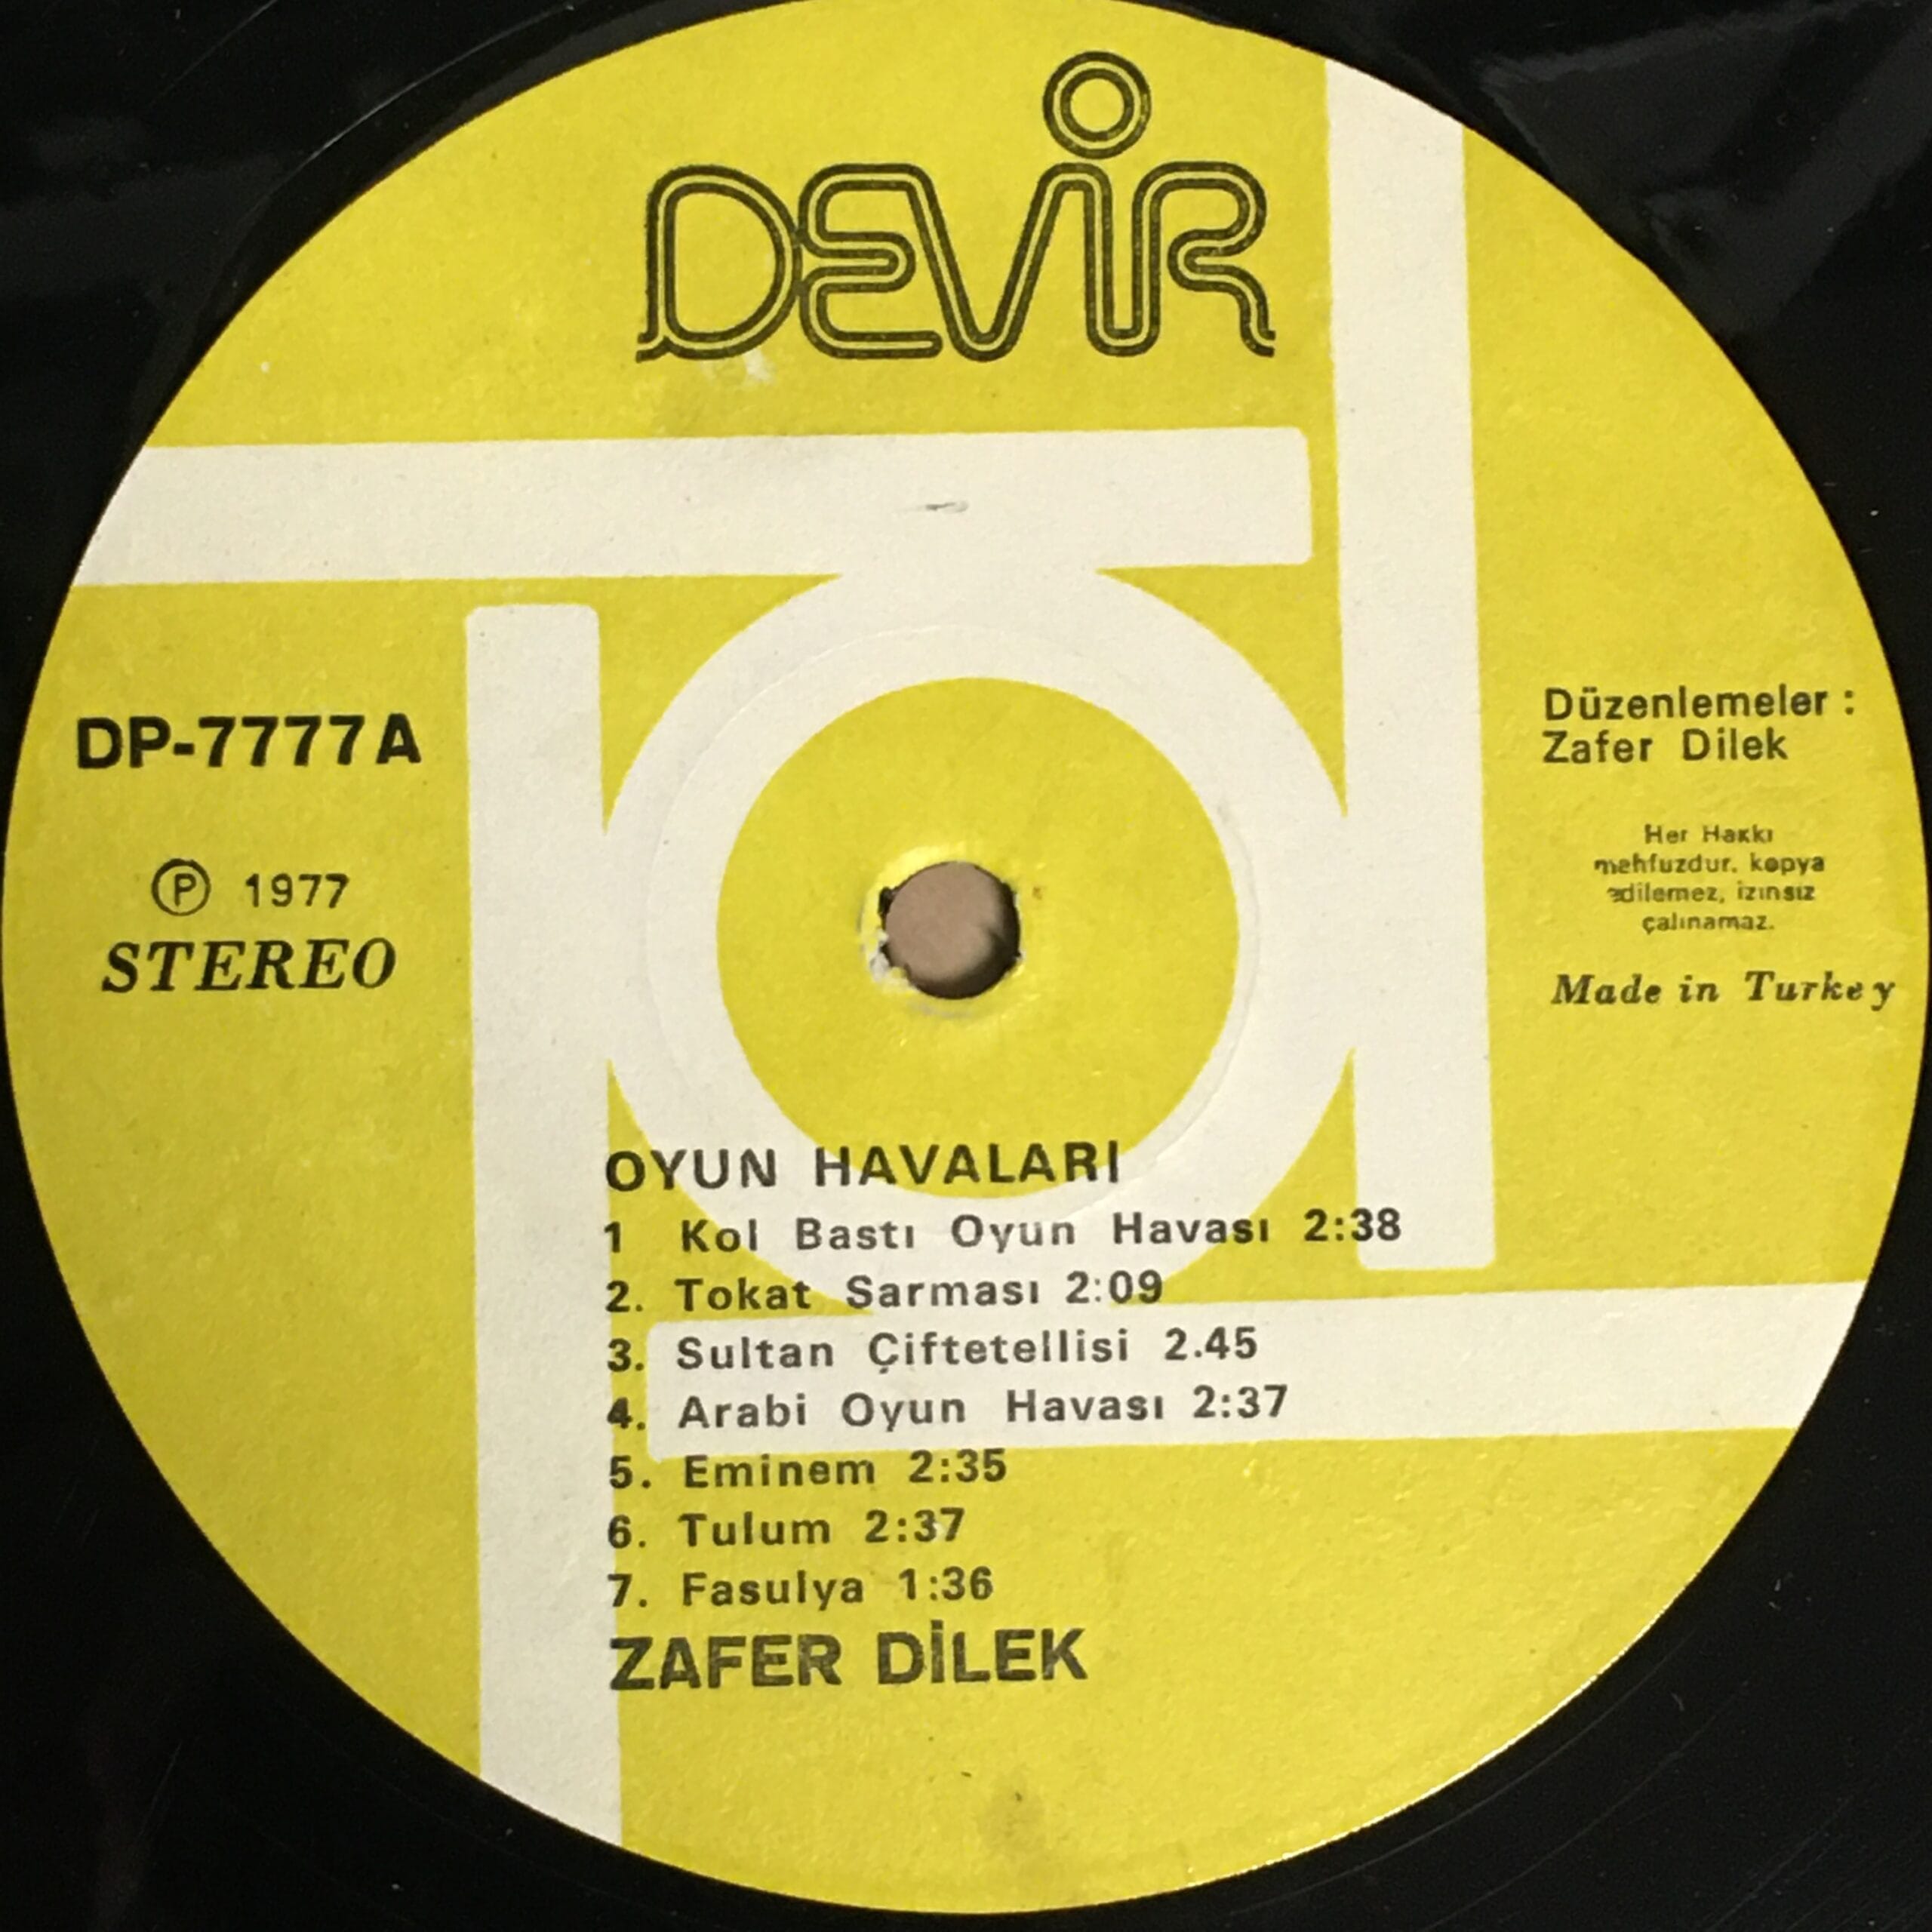 DEVİR
DP-7777A
Ⓟ 1977
STEREO
Düzenlemeler :
Zafer Dilek
Her Hakkı
mehfuzdur. kopya
edilemez, izınsız
çalınamaz.
Made in Turkey
OYUN HAVALARI
1 Kol Bastı Oyun Havası 2:38
2. Tokat Sarması 2:09
3. Sultan Çiftetellisi 2.45
4. Arabi Oyun Havası 2:37
5. Eminem 2:35
6. Tulum 2:37
7. Fasulya 1:36
ZAFER DİLEK